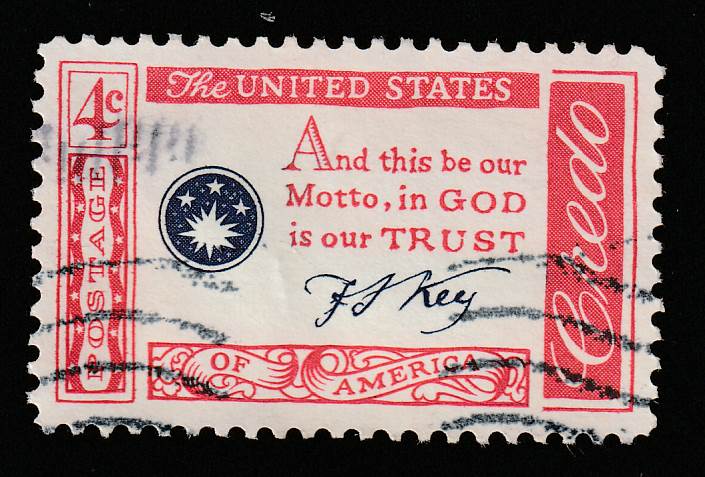 4c
POSTAGE
The UNITED STATES
And this be our
Motto, in GOD
is our TRUST
F S Key
OF AMERICA
Credo